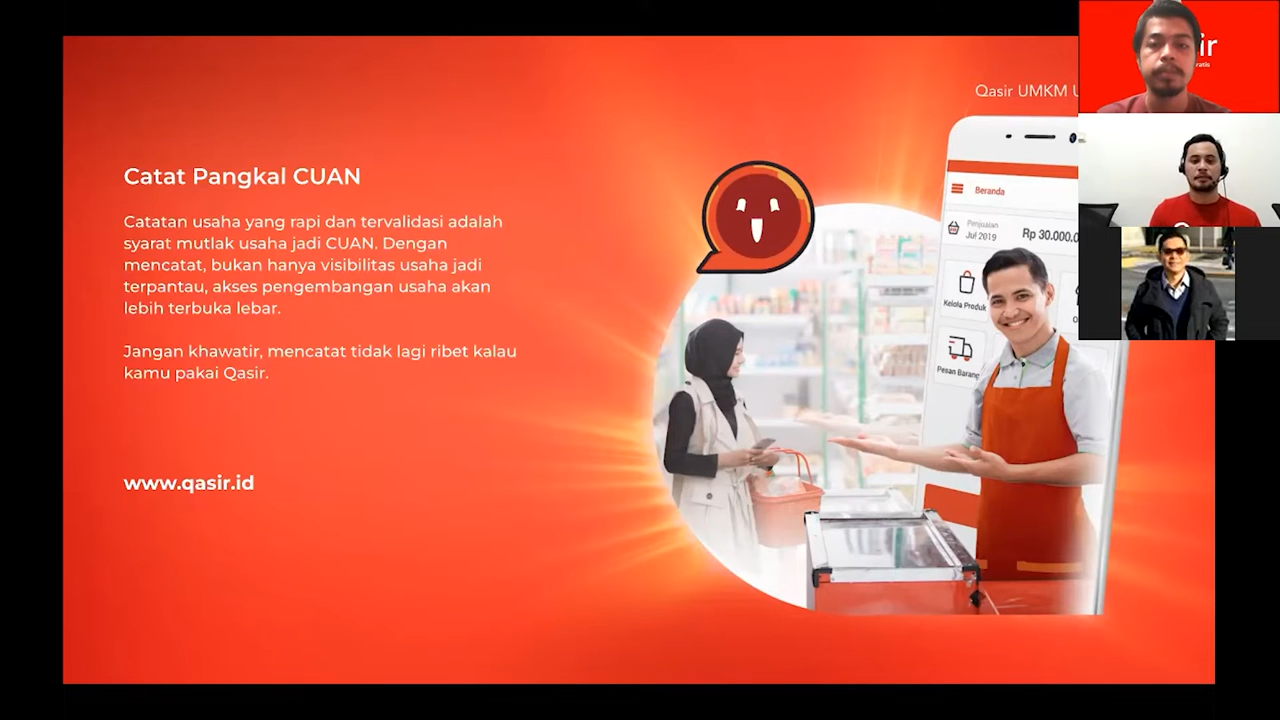 Qasir UMKM
Catat Pangkal CUAN
Catatan usaha yang rapi dan tervalidasi adalah
syarat mutlak usaha jadi CUAN. Dengan
mencatat, bukan hanya visibilitas usaha jadi
terpantau, akses pengembangan usaha akan
lebih terbuka lebar.
Jangan khawatir, mencatat tidak lagi ribet kalau
kamu pakai Qasir.
www.qasir.id
Beranda
Penjualan
Jul 2019
Rp 30.000.0
Kelola Produk
Pesan Barang